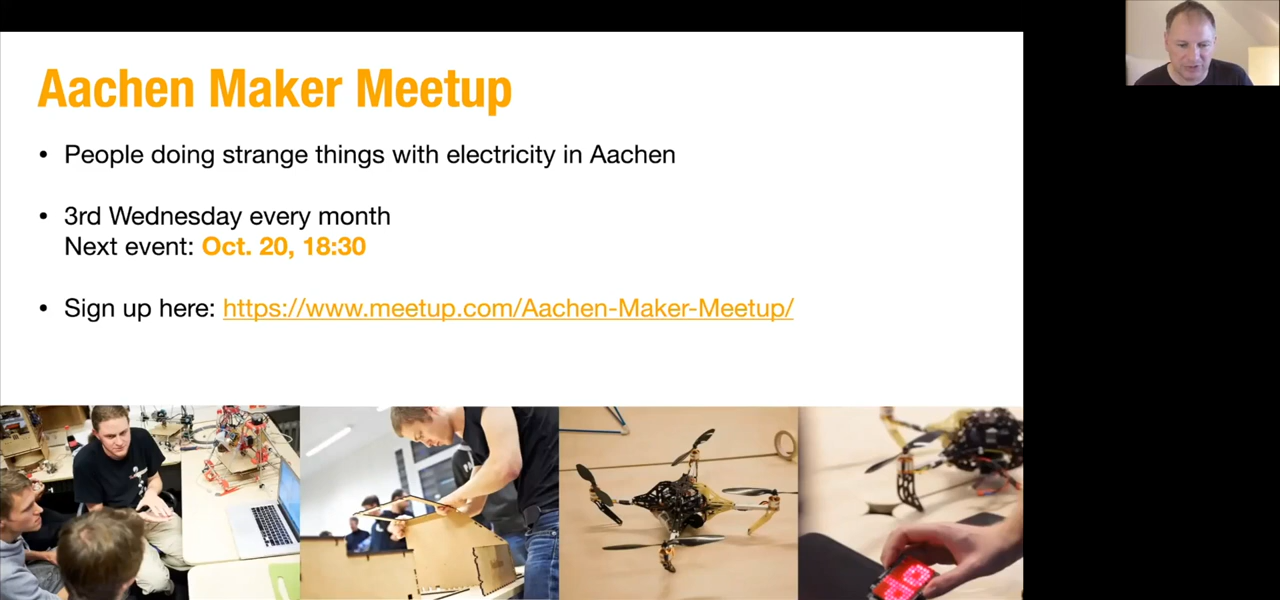 Aachen Maker Meetup
• People doing strange things with electricity in Aachen
• 3rd Wednesday every month
Next event: Oct. 20, 18:30
• Sign up here: https://www.meetup.com/Aachen-Maker-Meetup/